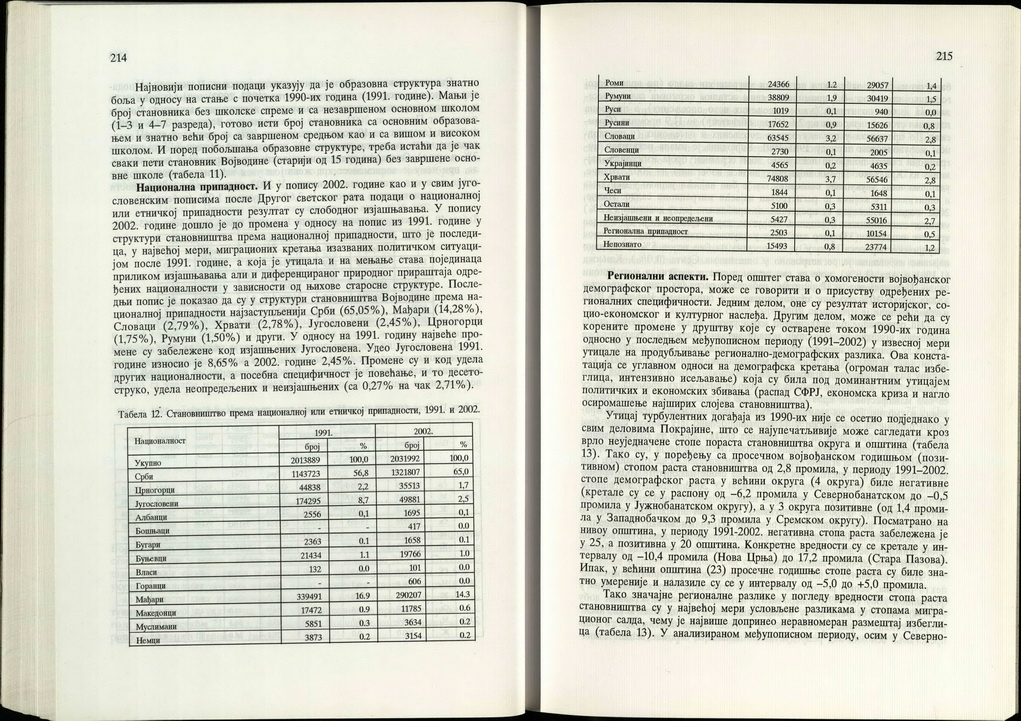 214
Најновији пописни подаци указују да је образовна структура знатно
боља у односу на стање с почетка 1990-их година (1991. године). Мањи је
број становника без школске спреме и са незавршеном основном школом
(1–3 и 4–7 разреда), готово исти број становника са основним образова-
њем и знатно већи број са завршеном средњом као и са вишом и високом
школом. И поред побољшања образовне структуре, треба истаћи да је чак
сваки пети становник Војводине (старији од 15 година) без завршене осно-
вне школе (табела 11).
Национална припадност. И у попису 2002. године као и у свим југо-
словенским пописима после Другог светског рата подаци о националној
или етничкој припадности резултат су слободног изјашњавања. У попису
2002. године дошло је до промена у односу на попис из 1991. године у
структури становништва према националној припадности, што је последи-
ца, у највећој мери, миграционих кретања изазваних политичком ситуаци-
јом после 1991. године, а која је утицала и на мењање става појединаца
приликом изјашњавања али и диференцираног природног прираштаја одре-
ђених националности у зависности од њихове старосне структуре. После-
дњи попис је показао да су у структури становништва Војводине према на-
ционалној припадности најзаступљенији Срби (65,05%), Мађари (14,28%),
Словаци (2,79%), Хрвати (2,78%), Југословени (2,45%), Црногорци
(1,75%), Румуни (1,50%) и други. У односу на 1991. годину највеће про-
мене су забележене код изјашњених Југословена. Удео Југословена 1991.
године износио је 8,65% а 2002. године 2,45%. Промене су и код удела
других националности, а посебна специфичност је повећање, и то десето-
струко, удела неопредељених и неизјашњених (са 0,27% на чак 2,71%).
Табела 12. Становништво према националној или етничкој припадности, 1991. и 2002.
Националност 1991. 2002.
број % број %
Укупно 2013889 100,0 2031992 100,0
Срби 1143723 56,8 1321807 65,0
Црногорци 44838 2,2 35513 1,7
Југословени 174295 8,7 49881 2,5
Албанци 2556 0,1 1695 0,1
Бошњаци - - 417 0.0
Бугари 2363 0.1 1658 0.1
Буњевци 21434 1.1 19766 1.0
Власи 132 0.0 101 0.0
Горанци - - 606 0.0
Мађари 339491 16.9 290207 14.3
Македонци 17472 0.9 11785 0.6
Муслимани 5851 0.3 3634 0.2
Немци 3873 0.2 3154 0.2
215
Роми 24366 1.2 29057 1,4
Румуни 38809 1,9 30419 1,5
Руси 1019 0,1 940 0,0
Русини 17652 0,9 15626 0,8
Словаци 63545 3,2 56637 2,8
Словенци 2730 0,1 2005 0,1
Украјинци 4565 0,2 4635 0,2
Хрвати 74808 3,7 56546 2,8
Чеси 1844 0,1 1648 0,1
Остали 5100 0,3 5311 0,3
Неизјашњени и неопредељени 5427 0,3 55016 2,7
Регионална припадност 2503 0,1 10154 0,5
Непознато 15493 0,8 23774 1,2
Регионални аспекти. Поред општег става о хомогености војвођанског
демографског простора, може се говорити и о присуству одређених ре-
гионалних специфичности. Једним делом, оне су резултат историјског, со-
цио-економског и културног наслеђа. Другим делом, може се рећи да су
корените промене у друштву које су остварене током 1990-их година
односно у последњем међупописном периоду (1991–2002) у извесној мери
утицале на продубљивање регионално-демографских разлика. Ова конста-
тација се углавном односи на демографска кретања (огроман талас избе-
глица, интензивно исељавање) која су била под доминантним утицајем
политичких и економских збивања (распад СФРЈ, економска криза и нагло
осиромашење најширих слојева становништва).
Утицај турбулентних догађаја из 1990-их није се осетио подједнако у
свим деловима Покрајине, што се најупечатљивије може сагледати кроз
врло неуједначене стопе пораста становништва округа и општина (табела
13). Тако су, у поређењу са просечном војвођанском годишњом (пози-
тивном) стопом раста становништва од 2,8 промила, у периоду 1991–2002.
стопе демографског раста у већини округа (4 округа) биле негативне
(кретале су се у распону од –6,2 промила у Севернобанатском до –0,5
промила у Јужнобанатском округу), а у 3 округа позитивне (од 1,4 проми-
ла у Западнобачком до 9,3 промила у Сремском округу). Посматрано на
нивоу општина, у периоду 1991-2002. негативна стопа раста забележена је
у 25, а позитивна у 20 општина. Конкретне вредности су се кретале у ин-
тервалу од –10,4 промила (Нова Црња) до 17,2 промила (Стара Пазова).
Ипак, у већини општина (23) просечне годишње стопе раста су биле зна-
тно умереније и налазиле су се у интервалу од –5,0 до +5,0 промила.
Тако значајне регионалне разлике у погледу вредности стопа раста
становништва су у највећој мери условљене разликама у стопама мигра-
ционог салда, чему је највише допринео неравномеран размештај избегли-
ца (табела 13). У анализираном међупописном периоду, осим у Северно-